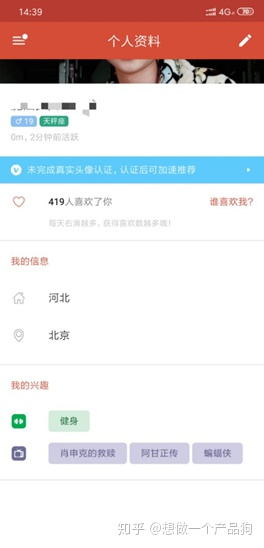 14:39 4G 70
个人资料
♂19 天秤座
0m，2分钟前活跃
未完成真实头像认证，认证后可加速推荐
419人喜欢了你 谁喜欢我?
每天右滑越多，获得喜欢数越多噢!
我的信息
河北
北京
我的兴趣
健身
肖申克的救赎 阿甘正传 蝙蝠侠
知乎 @想做一个产品狗